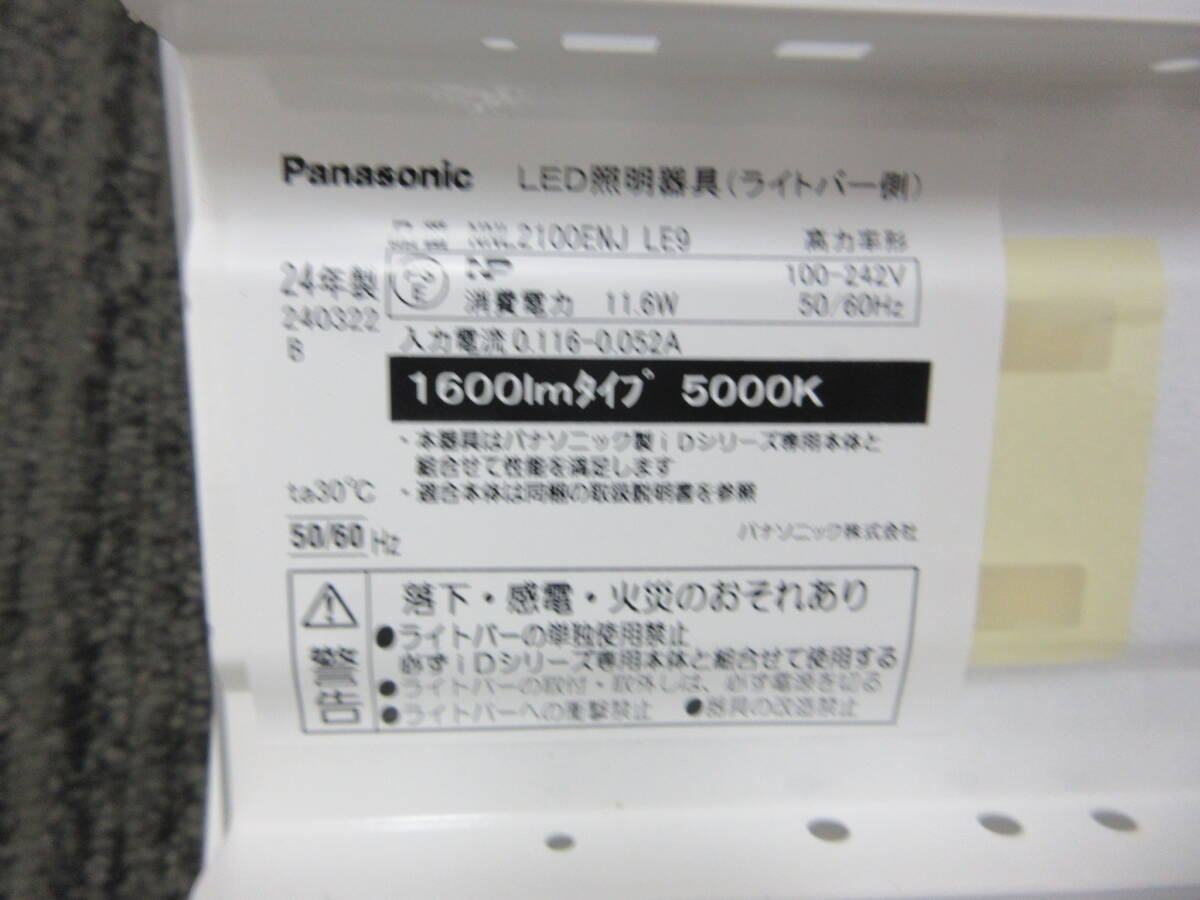 Panasonic LED照明器具(ライトバー側)
品番 NNL2100ENJ LE9 高力率形
24年製
240322
B
PSE NP 100-242V
消費電力 11.6W 50/60Hz
入力電流 0.116-0.052A
1600lmタイプ 5000K
・本器具はパナソニック製iDシリーズ専用本体と
組合せて性能を満足します
ta30℃ ・適合本体は同梱の取扱説明書を参照
50/60 Hz パナソニック株式会社
警告
落下・感電・火災のおそれあり
●ライトバーの単独使用禁止
必ずiDシリーズ専用本体と組合せて使用する
●ライトバーの取付・取外しは、必ず電源を切る
●ライトバーへの衝撃禁止 ●器具の改造禁止